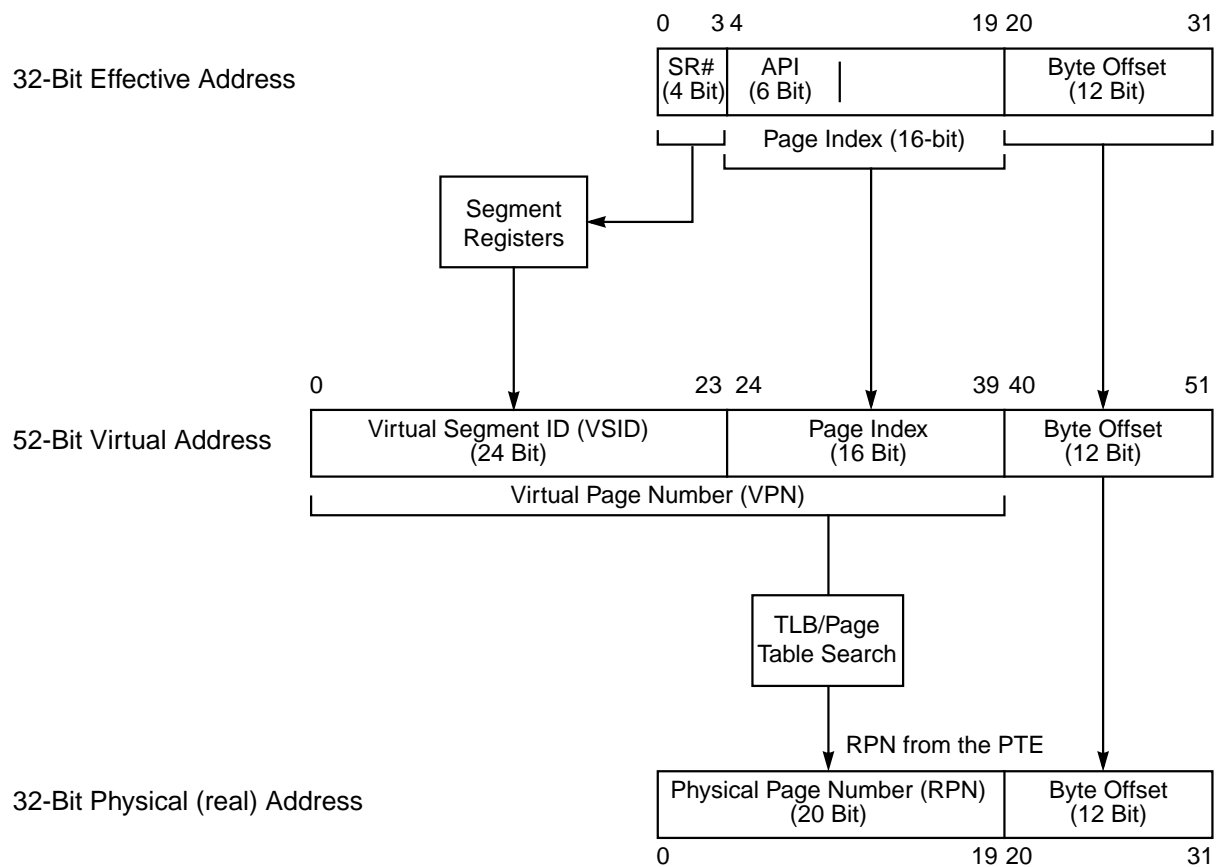 0 3 4 19 20 31
32-Bit Effective Address
SR#
(4 Bit)
API
(6 Bit)
Byte Offset
(12 Bit)
Page Index (16-bit)
Segment
Registers
0 23 24 39 40 51
52-Bit Virtual Address
Virtual Segment ID (VSID)
(24 Bit)
Page Index
(16 Bit)
Byte Offset
(12 Bit)
Virtual Page Number (VPN)
TLB/Page
Table Search
RPN from the PTE
32-Bit Physical (real) Address
Physical Page Number (RPN)
(20 Bit)
Byte Offset
(12 Bit)
0 19 20 31